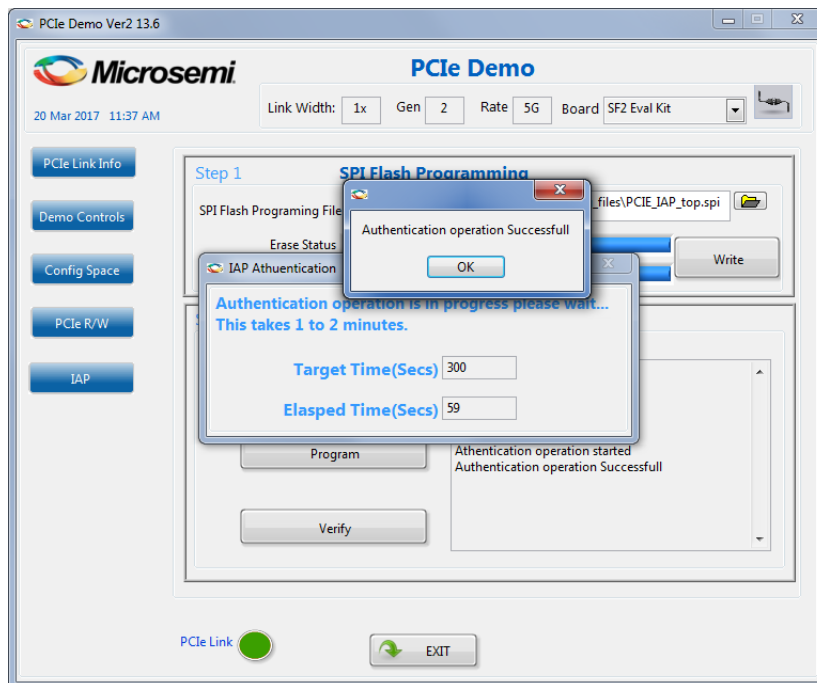 PCIe Demo Ver2 13.6
Microsemi.
PCIe Demo
20 Mar 2017 11:37 AM
Link Width: 1x Gen 2 Rate 5G Board SF2 Eval Kit
PCIe Link Info
Demo Controls
Config Space
PCIe R/W
IAP
Step 1
SPI Flash Programming
SPI Flash Programing File
_files\PCIE_IAP_top.spi
Erase Status
Write
Authentication operation Successfull
OK
IAP Athuentication
Authentication operation is in progress please wait...
This takes 1 to 2 minutes.
Target Time(Secs) 300
Elasped Time(Secs) 59
Program
Athentication operation started
Authentication operation Successfull
Verify
PCIe Link
EXIT